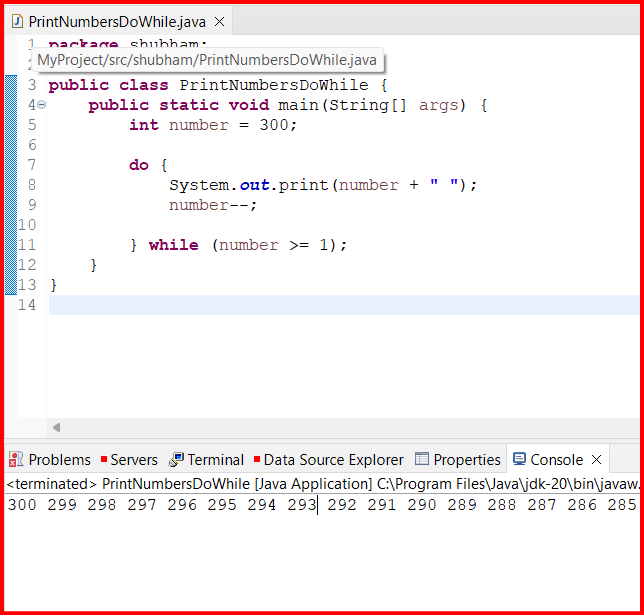 PrintNumbersDoWhile.java
1 package shubham;
MyProject/src/shubham/PrintNumbersDoWhile.java
3 public class PrintNumbersDoWhile {
4 public static void main(String[] args) {
5 int number = 300;
6
7 do {
8 System.out.print(number + " ");
9 number--;
10
11 } while (number >= 1);
12 }
13 }
14
Problems Servers Terminal Data Source Explorer Properties Console
<terminated> PrintNumbersDoWhile [Java Application] C:\Program Files\Java\jdk-20\bin\javaw.
300 299 298 297 296 295 294 293 292 291 290 289 288 287 286 285